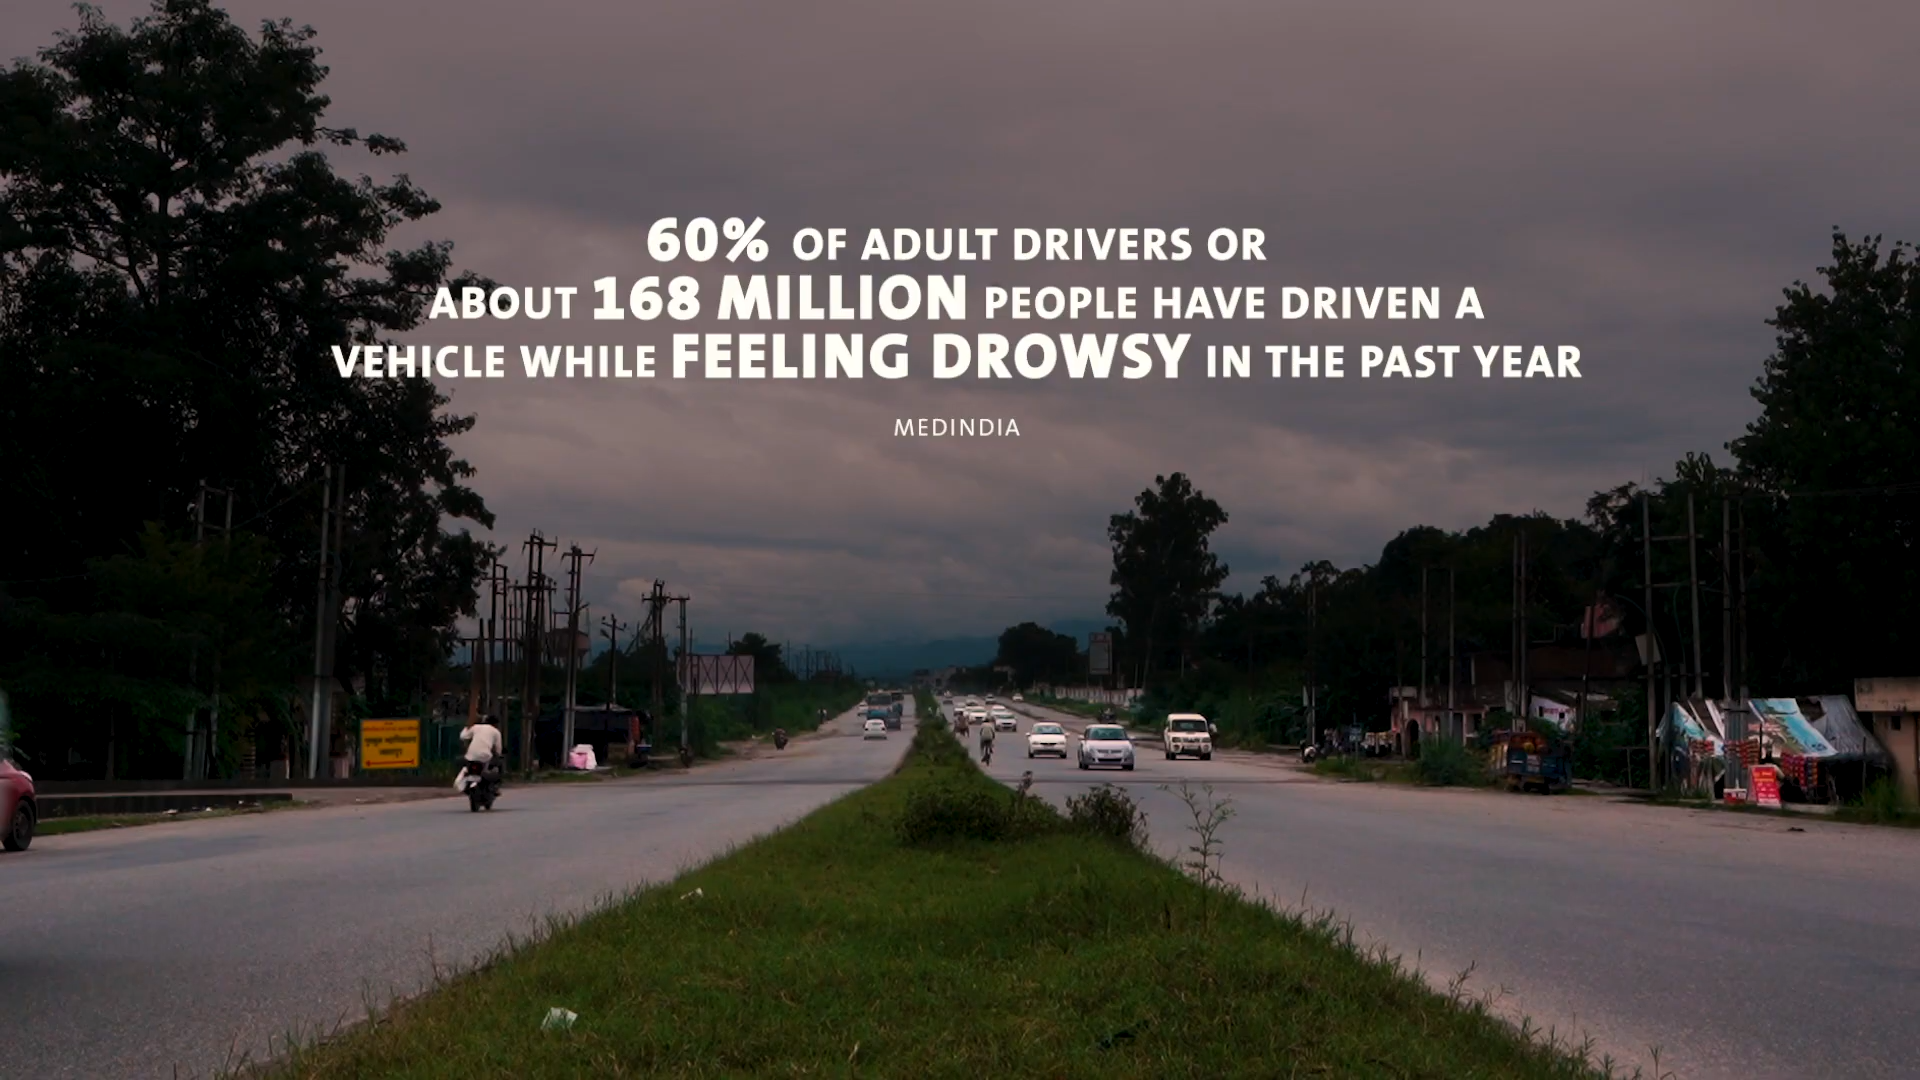 60% OF ADULT DRIVERS OR
ABOUT 168 MILLION PEOPLE HAVE DRIVEN A
VEHICLE WHILE FEELING DROWSY IN THE PAST YEAR
MEDINDIA